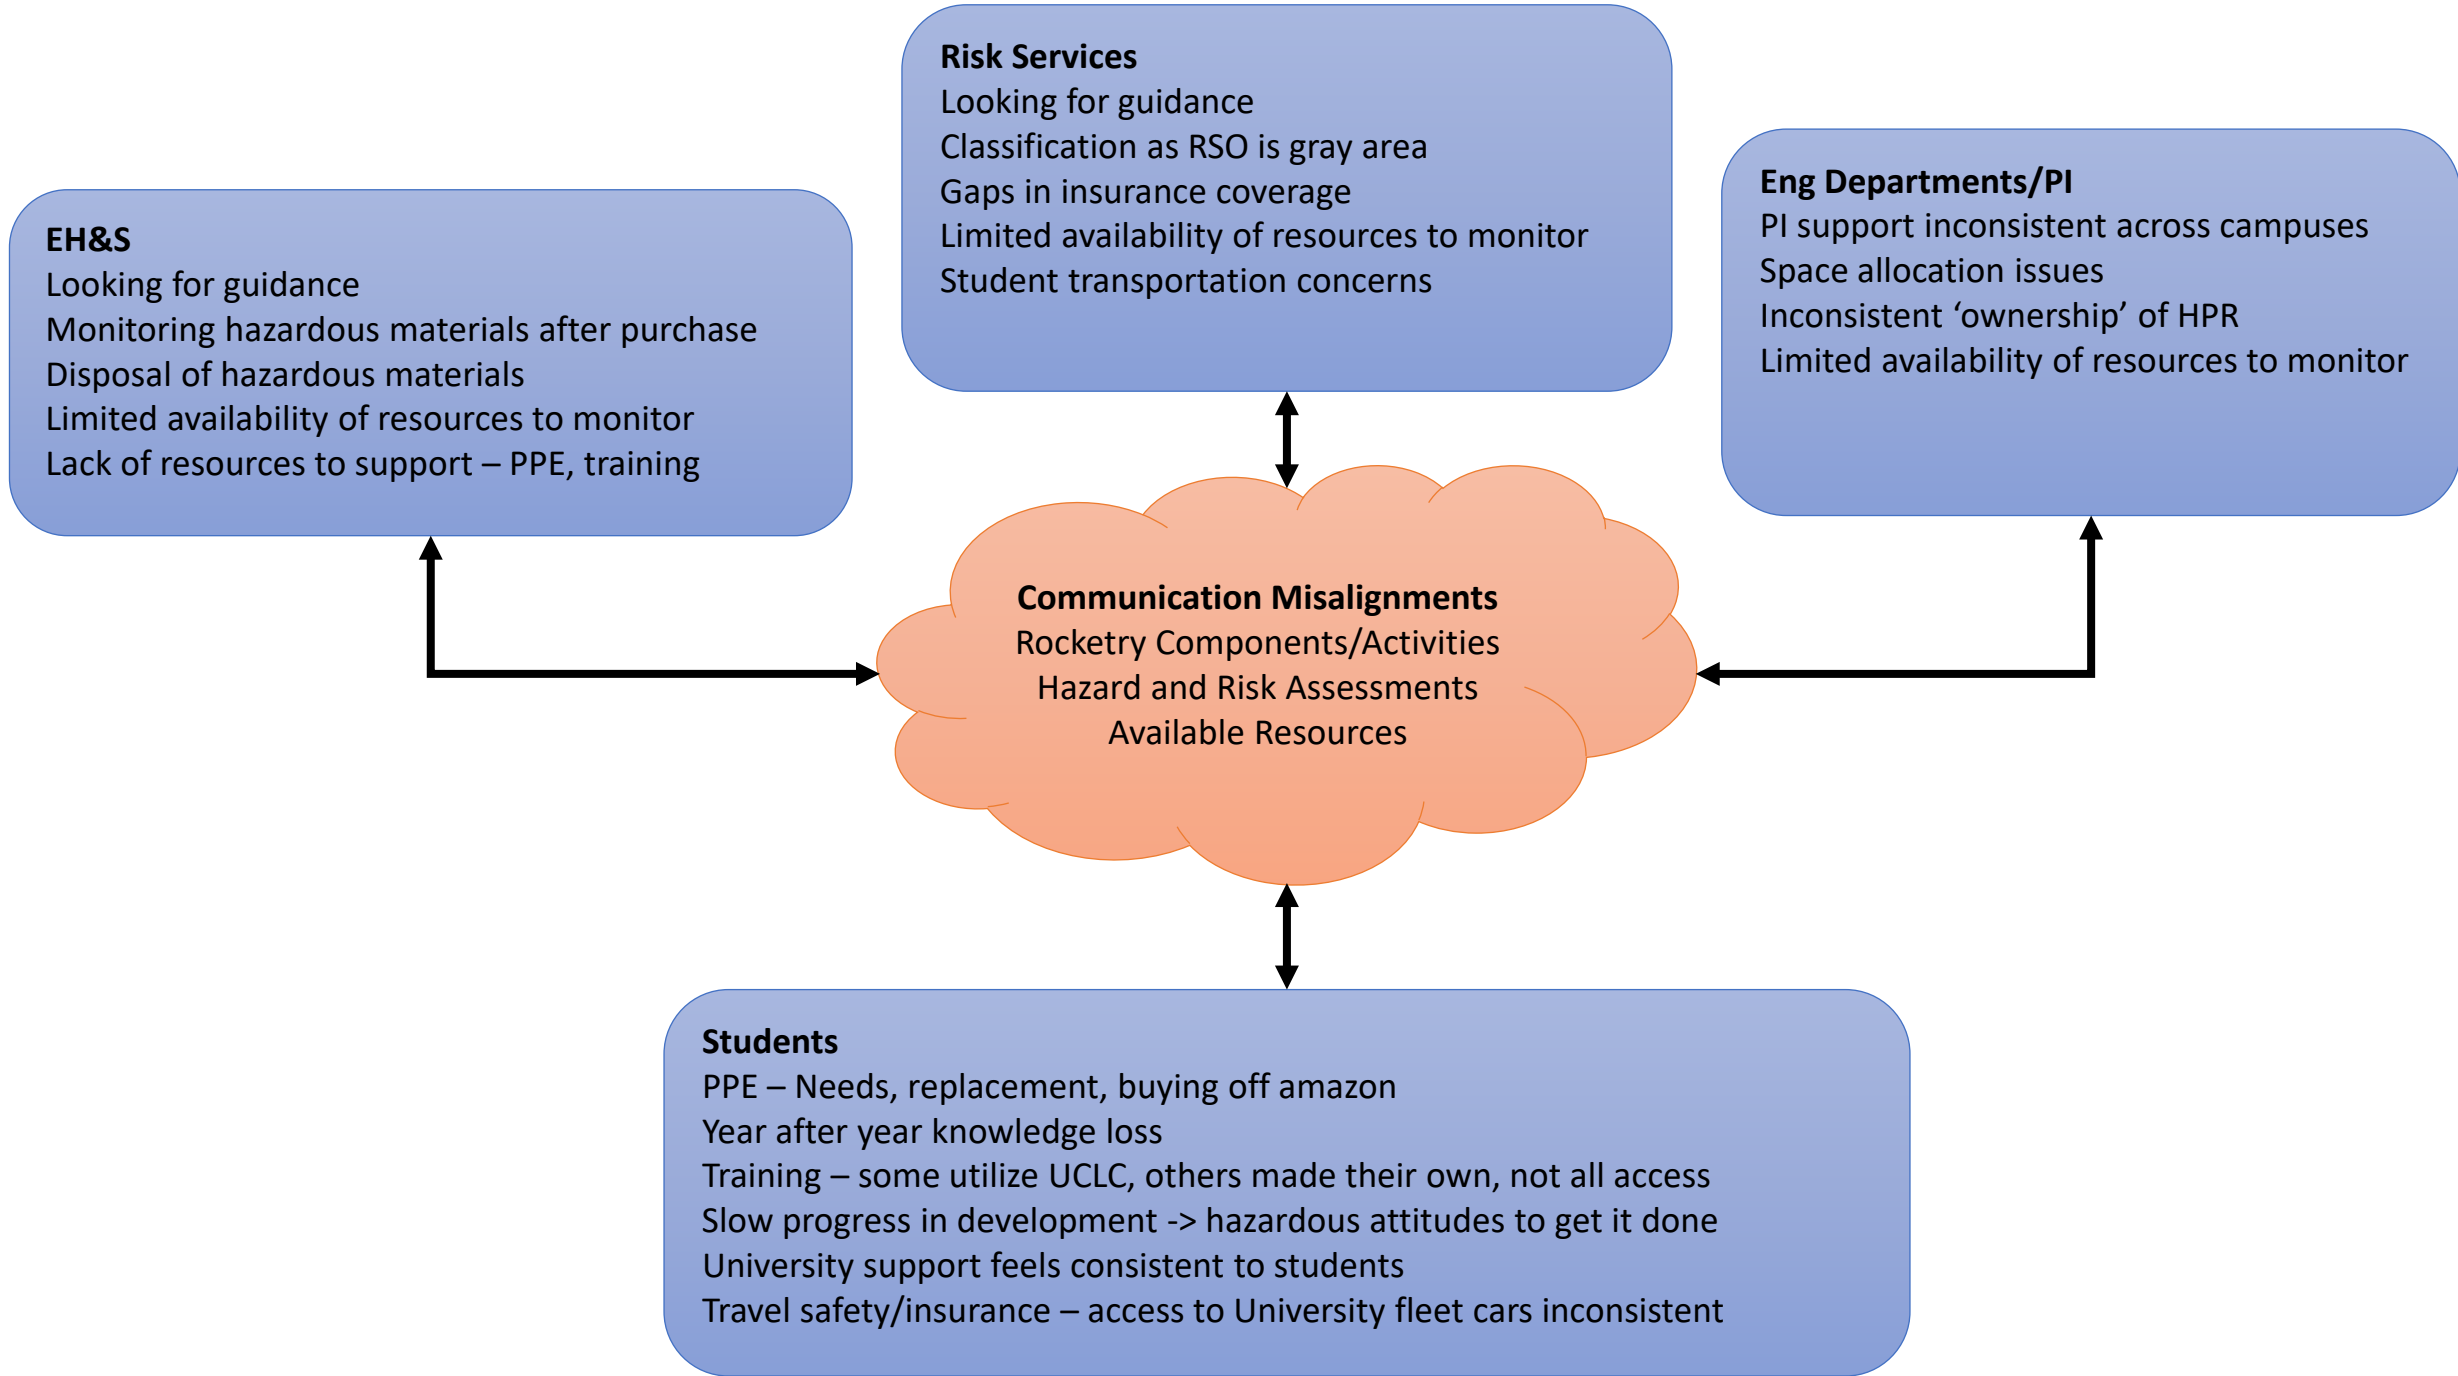 Risk Services
Looking for guidance
Classification as RSO is gray area
Gaps in insurance coverage
Limited availability of resources to monitor
Student transportation concerns
Eng Departments/PI
PI support inconsistent across campuses
Space allocation issues
Inconsistent ‘ownership’ of HPR
Limited availability of resources to monitor
EH&S
Looking for guidance
Monitoring hazardous materials after purchase
Disposal of hazardous materials
Limited availability of resources to monitor
Lack of resources to support – PPE, training
Communication Misalignments
Rocketry Components/Activities
Hazard and Risk Assessments
Available Resources
Students
PPE – Needs, replacement, buying off amazon
Year after year knowledge loss
Training – some utilize UCLC, others made their own, not all access
Slow progress in development -> hazardous attitudes to get it done
University support feels consistent to students
Travel safety/insurance – access to University fleet cars inconsistent